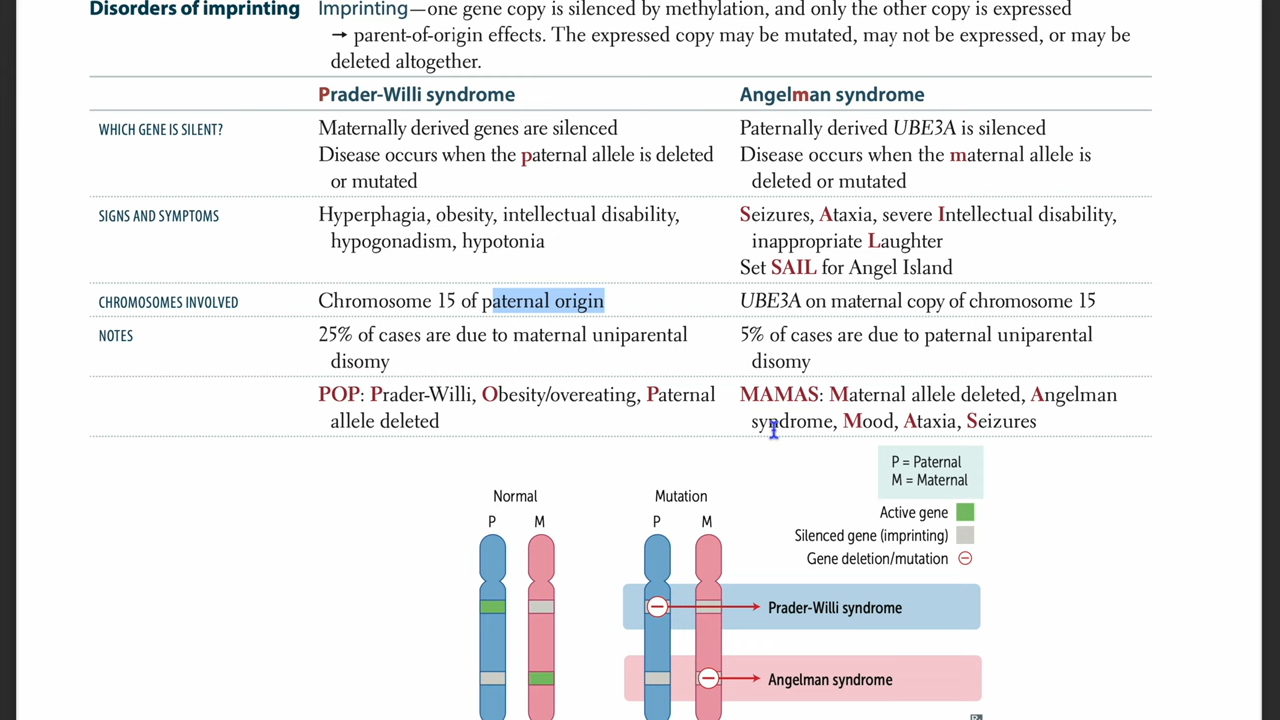 Disorders of imprinting Imprinting—one gene copy is silenced by methylation, and only the other copy is expressed
→ parent-of-origin effects. The expressed copy may be mutated, may not be expressed, or may be
deleted altogether.
Prader-Willi syndrome Angelman syndrome
WHICH GENE IS SILENT? Maternally derived genes are silenced Paternally derived UBE3A is silenced
Disease occurs when the paternal allele is deleted Disease occurs when the maternal allele is
or mutated deleted or mutated
SIGNS AND SYMPTOMS Hyperphagia, obesity, intellectual disability, Seizures, Ataxia, severe Intellectual disability,
hypogonadism, hypotonia inappropriate Laughter
Set SAIL for Angel Island
CHROMOSOMES INVOLVED Chromosome 15 of paternal origin UBE3A on maternal copy of chromosome 15
NOTES 25% of cases are due to maternal uniparental 5% of cases are due to paternal uniparental
disomy disomy
POP: Prader-Willi, Obesity/overeating, Paternal MAMAS: Maternal allele deleted, Angelman
allele deleted syndrome, Mood, Ataxia, Seizures
P = Paternal
M = Maternal
Normal Mutation
P M P M
Active gene
Silenced gene (imprinting)
Gene deletion/mutation
Prader-Willi syndrome
Angelman syndrome